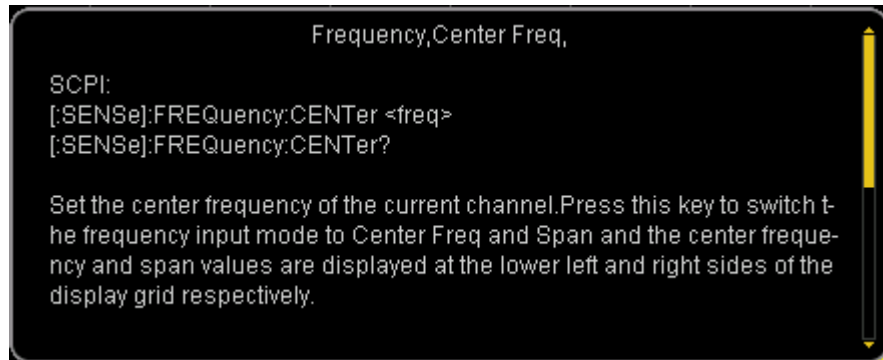 Frequency,Center Freq,
SCPI:
[:SENSe]:FREQuency:CENTer <freq>
[:SENSe]:FREQuency:CENTer?
Set the center frequency of the current channel.Press this key to switch t-
he frequency input mode to Center Freq and Span and the center freque-
ncy and span values are displayed at the lower left and right sides of the
display grid respectively.